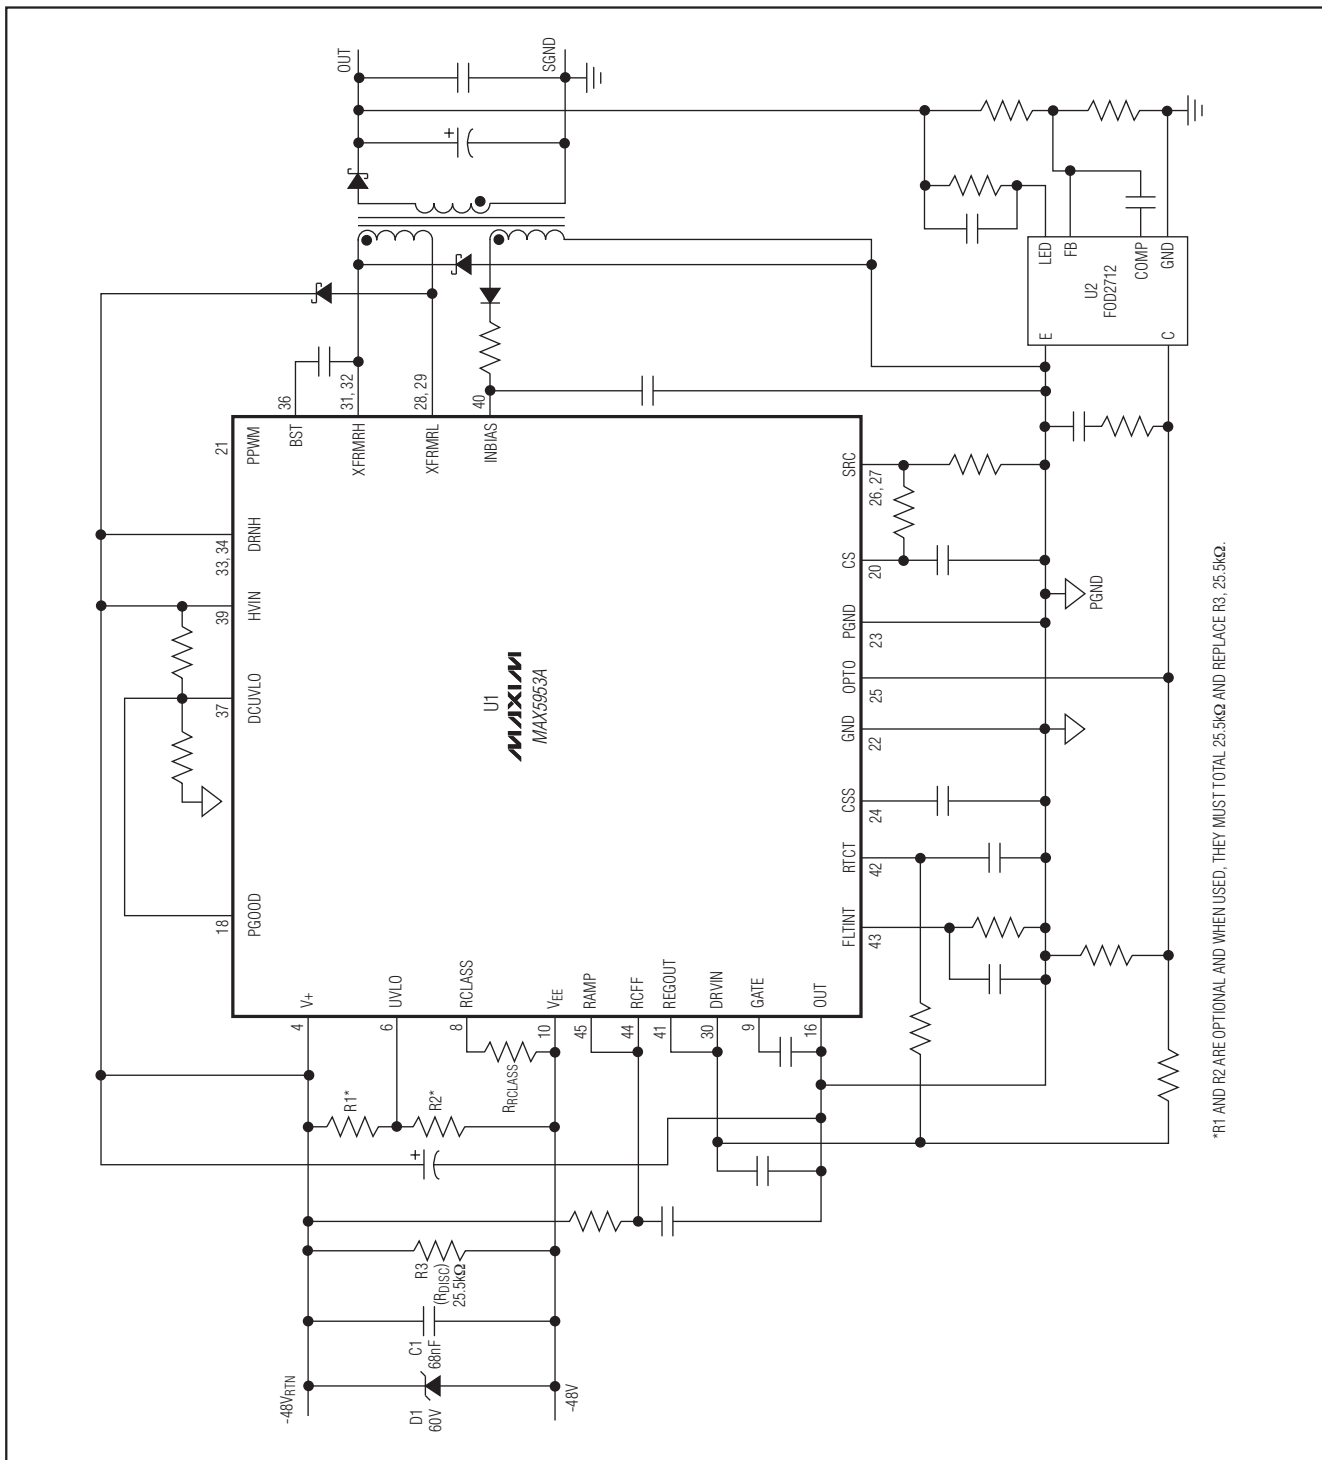 -48VRTN
-48V
D1
60V
C1
68nF
R3
(RDISC)
25.5kΩ
R1*
R2*
RRCLASS
4
V+
6
UVLO
8
RCLASS
10
VEE
45
RAMP
44
RCFF
41
REGOUT
30
DRVIN
9
GATE
16
OUT
18
PGOOD
37
DCUVLO
39
HVIN
33, 34
DRNH
21
PPWM
U1
MAXIM
MAX5953A
36
BST
31, 32
XFRMRH
28, 29
XFRMRL
40
INBIAS
FLTINT
43
RTCT
42
CSS
24
GND
22
OPTO
25
PGND
23
CS
20
SRC
26, 27
PGND
OUT
SGND
LED
FB
COMP
GND
U2
FOD2712
E
C
*R1 AND R2 ARE OPTIONAL AND WHEN USED, THEY MUST TOTAL 25.5kΩ AND REPLACE R3, 25.5kΩ.